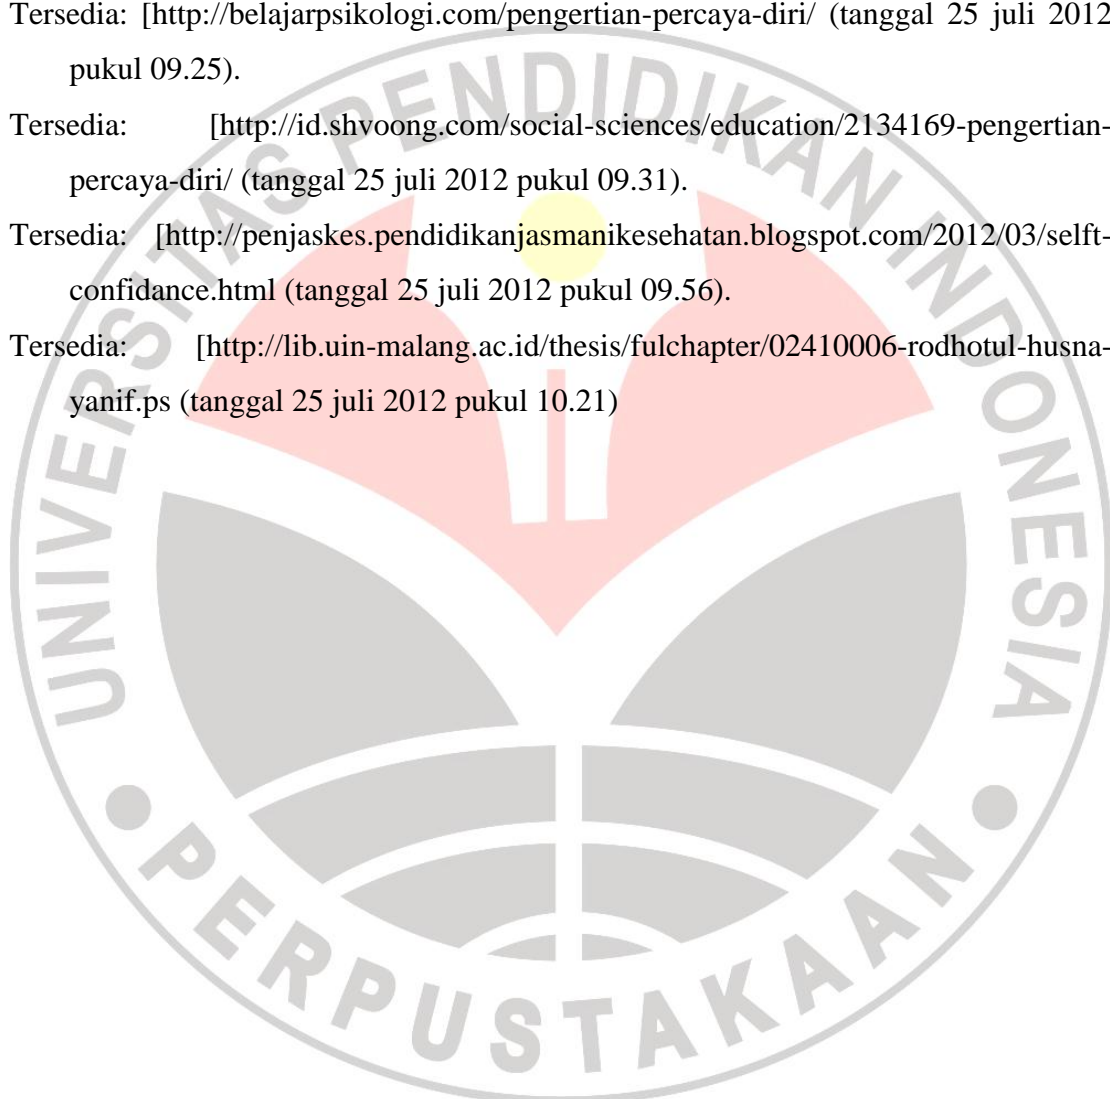 Tersedia: [http://belajarpsikologi.com/pengertian-percaya-diri/ (tanggal 25 juli 2012
pukul 09.25).
Tersedia: [http://id.shvoong.com/social-sciences/education/2134169-pengertian-
percaya-diri/ (tanggal 25 juli 2012 pukul 09.31).
Tersedia: [http://penjaskes.pendidikanjasmanikesehatan.blogspot.com/2012/03/selft-
confidance.html (tanggal 25 juli 2012 pukul 09.56).
Tersedia: [http://lib.uin-malang.ac.id/thesis/fulchapter/02410006-rodhotul-husna-
yanif.ps (tanggal 25 juli 2012 pukul 10.21)
UNIVERSITAS PENDIDIKAN INDONESIA
PERPUSTAKAAN